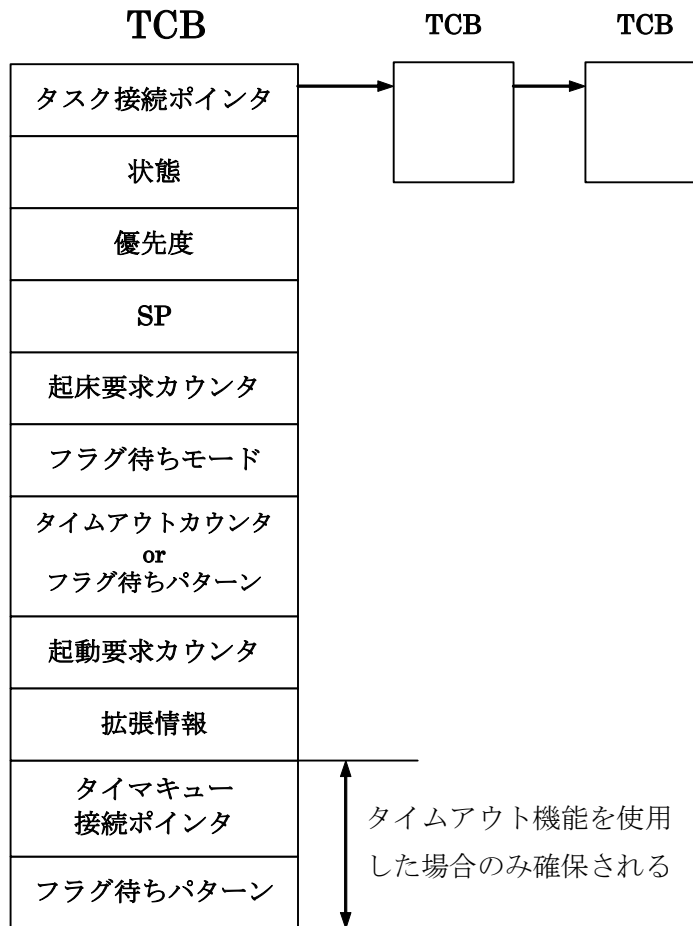 TCB
TCB
TCB
タスク接続ポインタ
状態
優先度
SP
起床要求カウンタ
フラグ待ちモード
タイムアウトカウンタ
or
フラグ待ちパターン
起動要求カウンタ
拡張情報
タイマキュー
接続ポインタ
フラグ待ちパターン
タイムアウト機能を使用
した場合のみ確保される